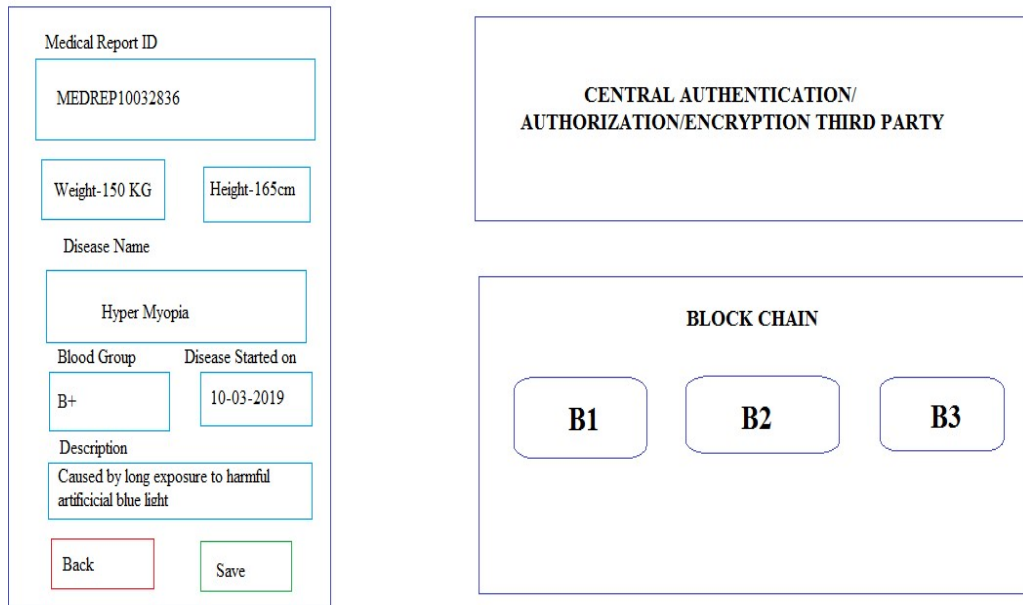 Medical Report ID
MEDREP10032836
Weight-150 KG
Height-165cm
Disease Name
Hyper Myopia
Blood Group
Disease Started on
B+
10-03-2019
Description
Caused by long exposure to harmful
artificicial blue light
Back
Save
CENTRAL AUTHENTICATION/
AUTHORIZATION/ENCRYPTION THIRD PARTY
BLOCK CHAIN
B1
B2
B3